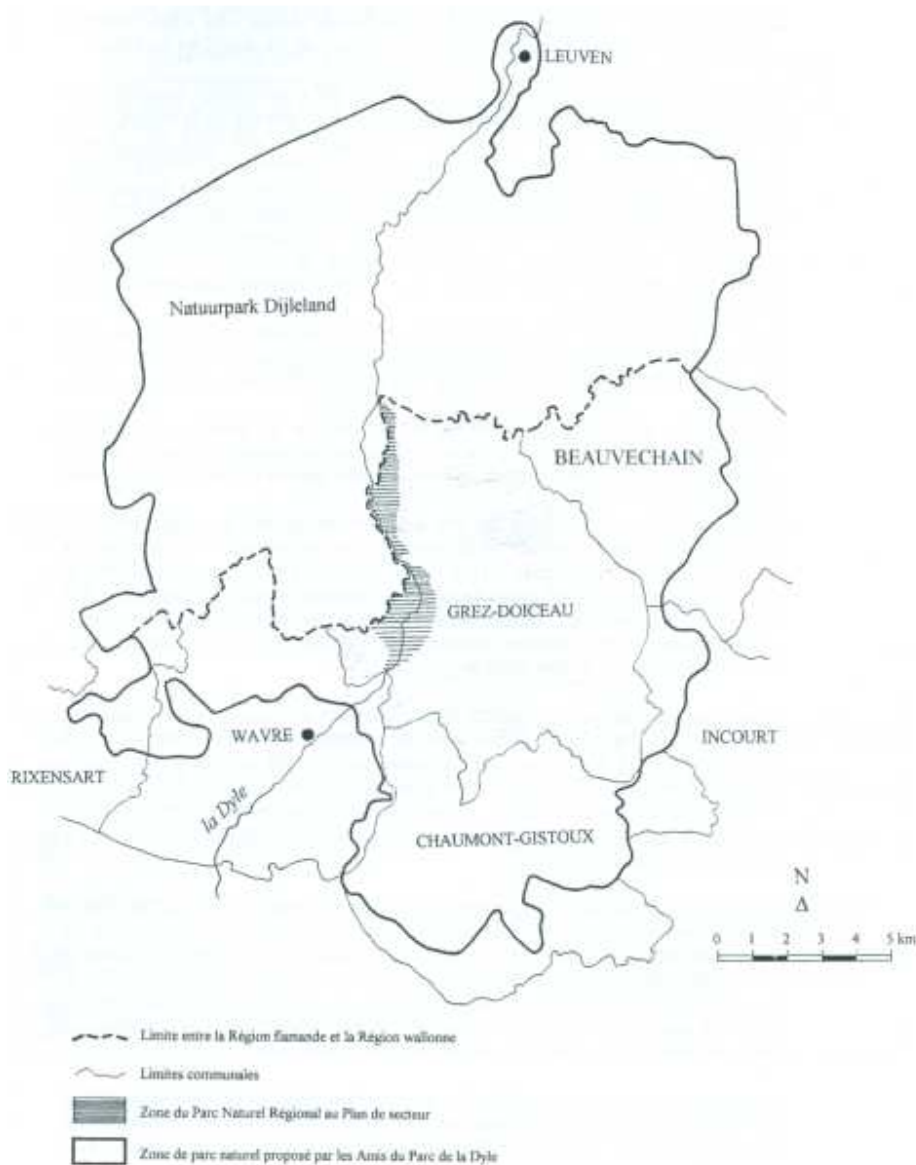 LEUVEN
Natuurpark Dijleland
BEAUVECHAIN
GREZ-DOICEAU
WAVRE
INCOURT
RIXENSART
la Dyle
CHAUMONT-GISTOUX
N
Δ
0 1 2 3 4 5 km
Limite entre la Région flamande et la Région wallonne
Limites communales
Zone du Parc Naturel Régional au Plan de secteur
Zone de parc naturel proposé par les Amis du Parc de la Dyle